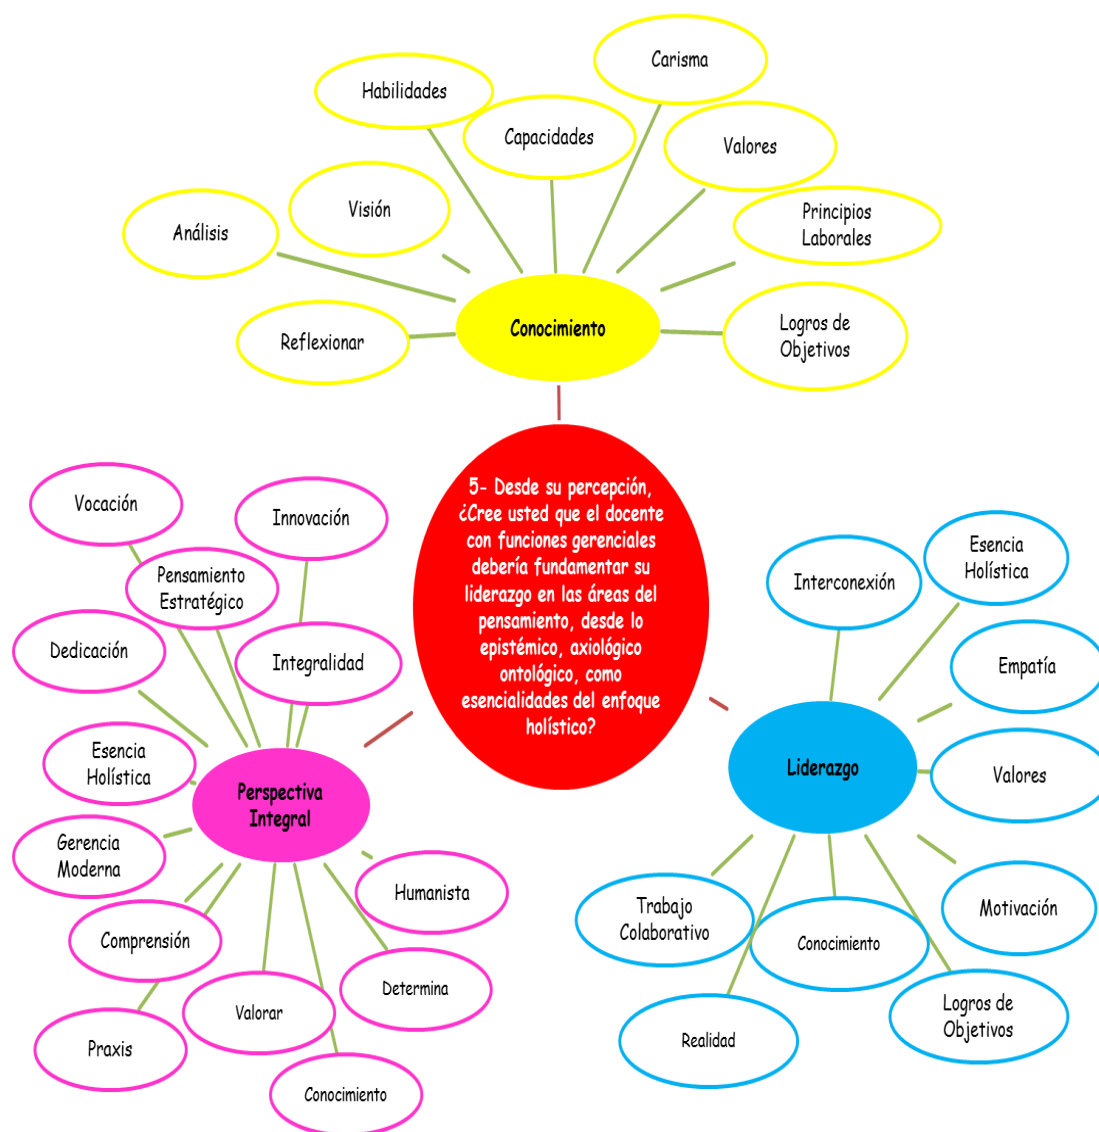 Carisma
Habilidades
Capacidades
Valores
Visión
Principios
Laborales
Análisis
Conocimiento
Reflexionar
Logros de
Objetivos
5- Desde su percepción,
¿Cree usted que el docente
con funciones gerenciales
debería fundamentar su
liderazgo en las áreas del
pensamiento, desde lo
epistémico, axiológico
ontológico, como
esencialidades del enfoque
holístico?
Vocación
Innovación
Pensamiento
Estratégico
Dedicación
Integralidad
Esencia
Holística
Perspectiva
Integral
Gerencia
Moderna
Humanista
Comprensión
Determina
Valorar
Praxis
Conocimiento
Interconexión
Esencia
Holística
Empatía
Liderazgo
Valores
Trabajo
Colaborativo
Conocimiento
Motivación
Realidad
Logros de
Objetivos